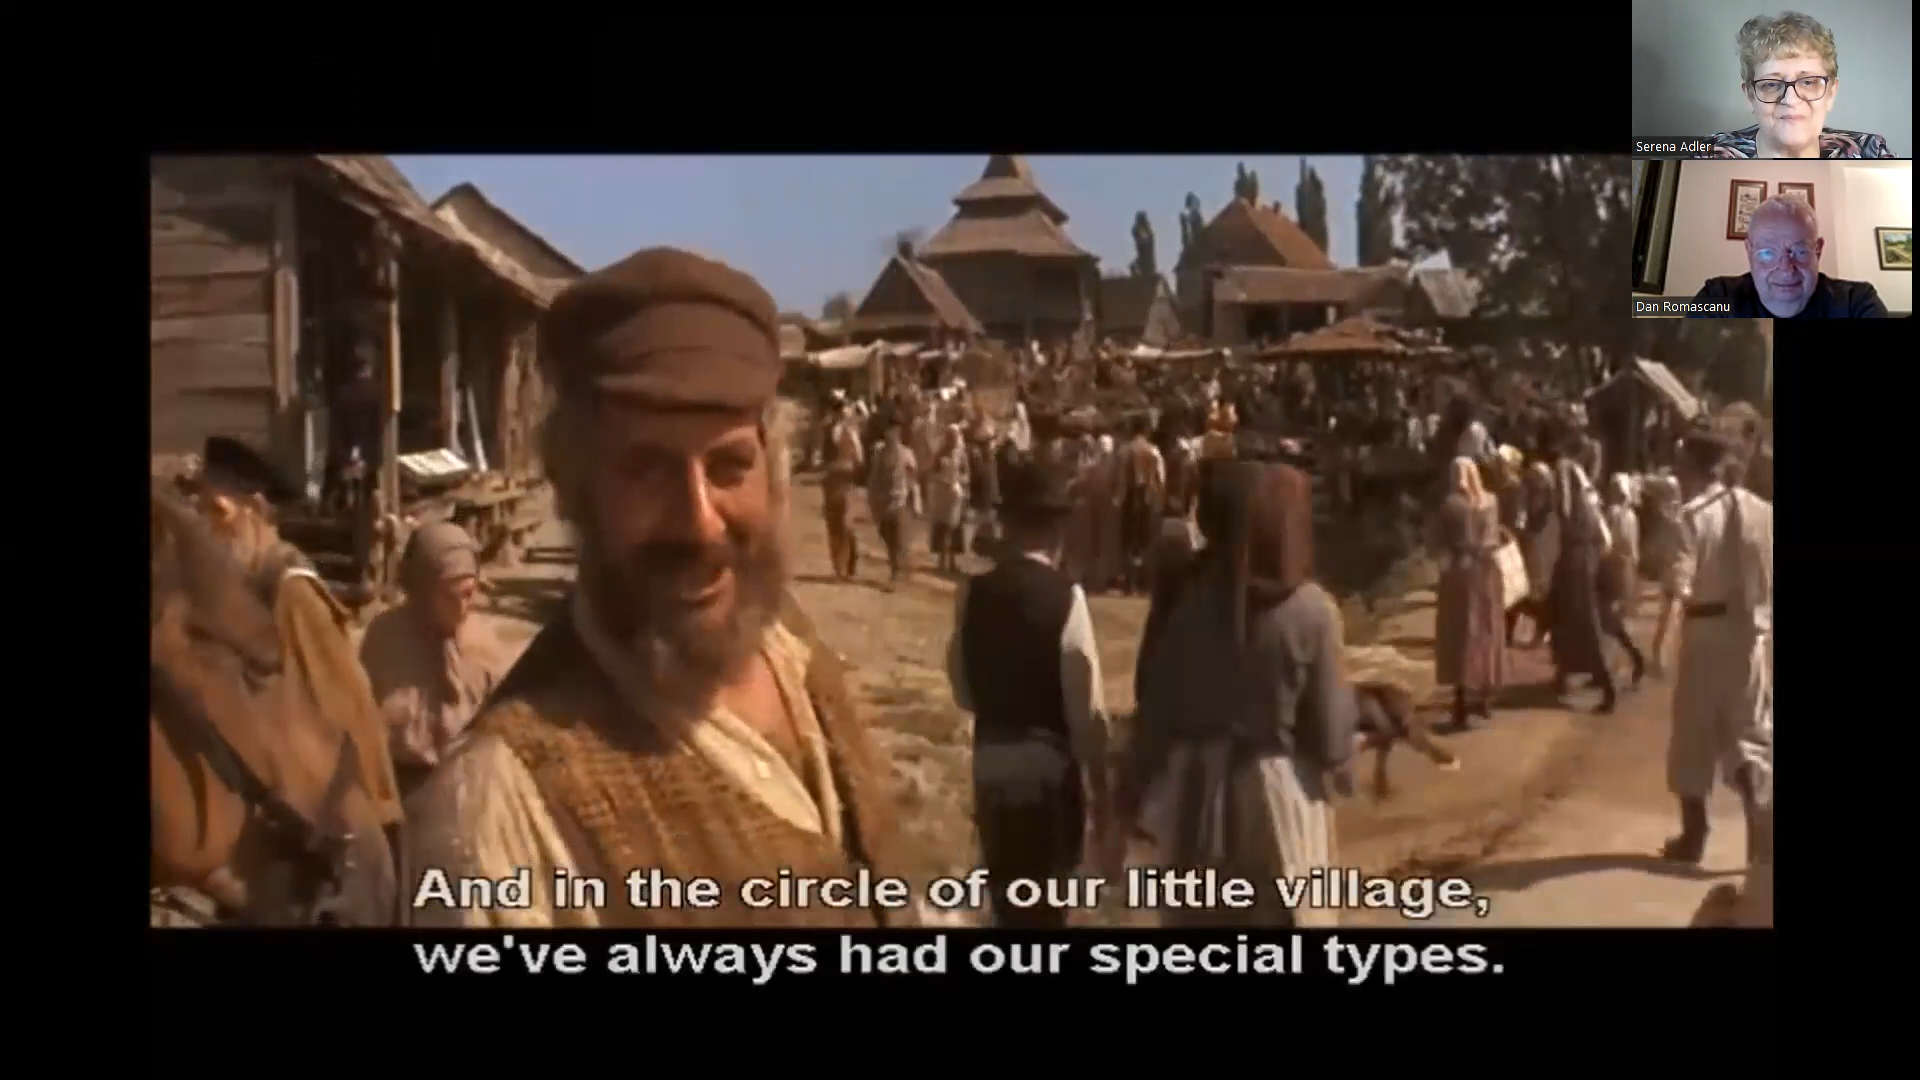 Serena Adler
Dan Romascanu
And in the circle of our little village,
we've always had our special types.